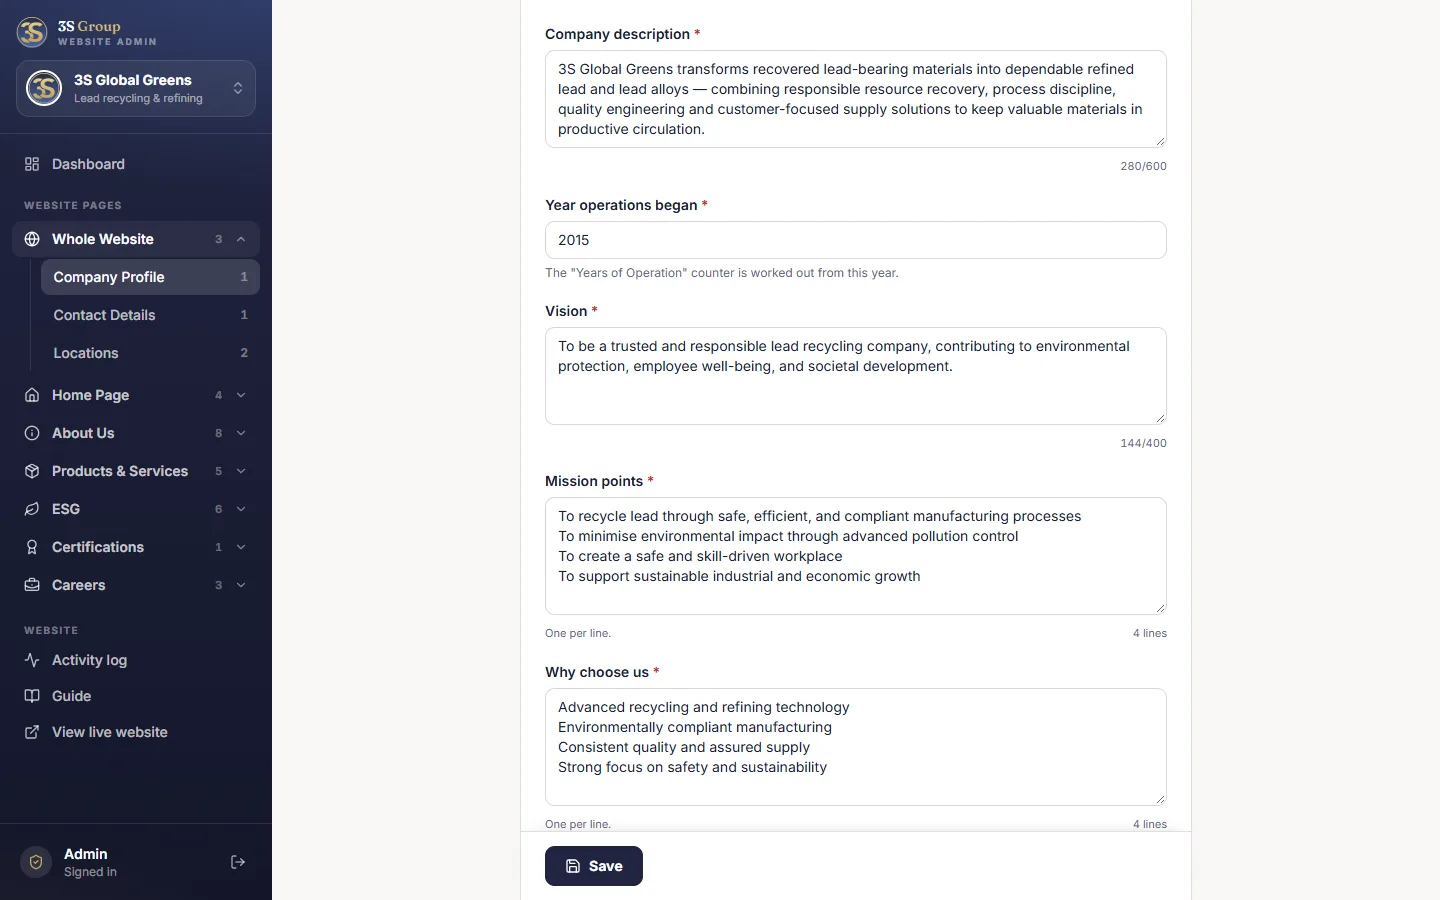 3S Group
WEBSITE ADMIN
3S Global Greens
Lead recycling & refining
Dashboard
WEBSITE PAGES
Whole Website 3
Company Profile 1
Contact Details 1
Locations 2
Home Page 4
About Us 8
Products & Services 5
ESG 6
Certifications 1
Careers 3
WEBSITE
Activity log
Guide
View live website
Admin
Signed in
Company description *
3S Global Greens transforms recovered lead-bearing materials into dependable refined
lead and lead alloys — combining responsible resource recovery, process discipline,
quality engineering and customer-focused supply solutions to keep valuable materials in
productive circulation.
280/600
Year operations began *
2015
The "Years of Operation" counter is worked out from this year.
Vision *
To be a trusted and responsible lead recycling company, contributing to environmental
protection, employee well-being, and societal development.
144/400
Mission points *
To recycle lead through safe, efficient, and compliant manufacturing processes
To minimise environmental impact through advanced pollution control
To create a safe and skill-driven workplace
To support sustainable industrial and economic growth
One per line. 4 lines
Why choose us *
Advanced recycling and refining technology
Environmentally compliant manufacturing
Consistent quality and assured supply
Strong focus on safety and sustainability
One per line. 4 lines
Save